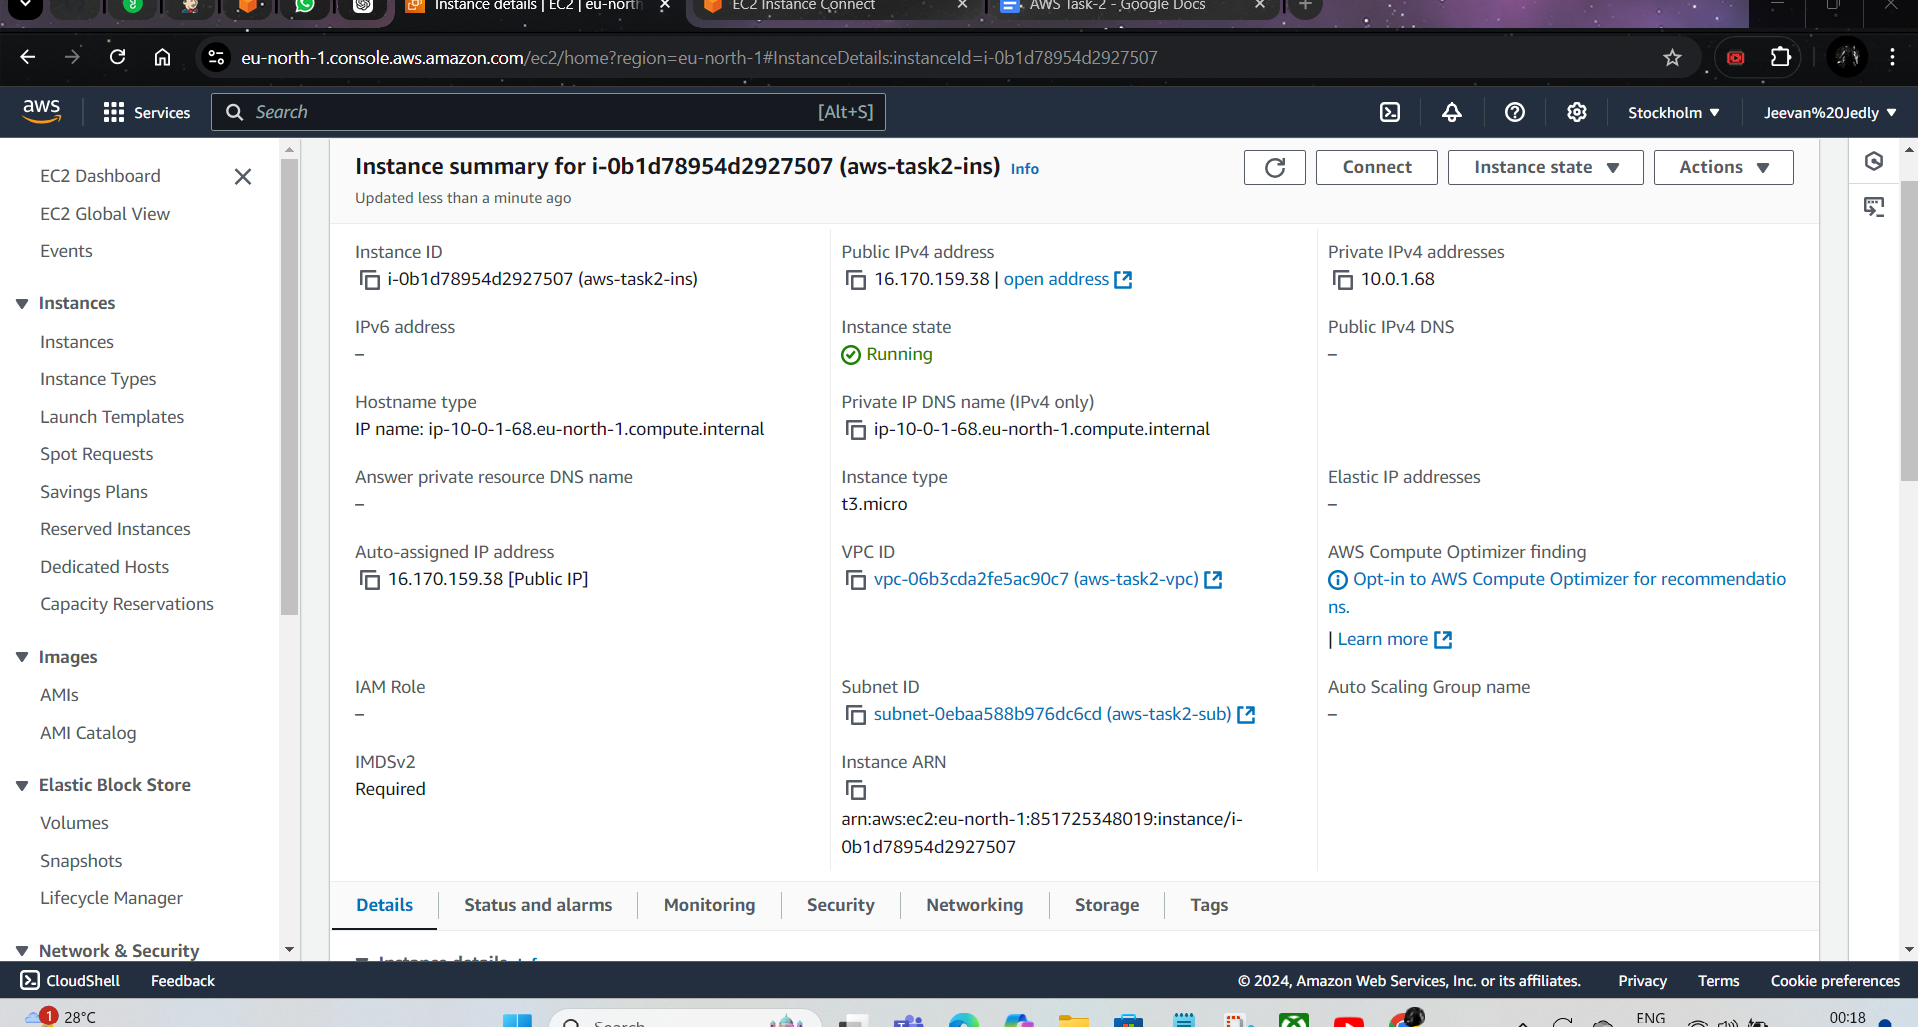 Instance details | EC2 | eu-north
EC2 Instance Connect
AWS Task-2 - Google Docs
eu-north-1.console.aws.amazon.com/ec2/home?region=eu-north-1#InstanceDetails:instanceId=i-0b1d78954d2927507
aws
Services
Search
[Alt+S]
Stockholm
Jeevan%20Jedly
EC2 Dashboard
EC2 Global View
Events
Instances
Instances
Instance Types
Launch Templates
Spot Requests
Savings Plans
Reserved Instances
Dedicated Hosts
Capacity Reservations
Images
AMIs
AMI Catalog
Elastic Block Store
Volumes
Snapshots
Lifecycle Manager
Network & Security
Instance summary for i-0b1d78954d2927507 (aws-task2-ins) Info
Updated less than a minute ago
Connect
Instance state
Actions
Instance ID
i-0b1d78954d2927507 (aws-task2-ins)
Public IPv4 address
16.170.159.38 | open address
Private IPv4 addresses
10.0.1.68
IPv6 address
–
Instance state
Running
Public IPv4 DNS
–
Hostname type
IP name: ip-10-0-1-68.eu-north-1.compute.internal
Private IP DNS name (IPv4 only)
ip-10-0-1-68.eu-north-1.compute.internal
Answer private resource DNS name
–
Instance type
t3.micro
Elastic IP addresses
–
Auto-assigned IP address
16.170.159.38 [Public IP]
VPC ID
vpc-06b3cda2fe5ac90c7 (aws-task2-vpc)
AWS Compute Optimizer finding
Opt-in to AWS Compute Optimizer for recommendatio
ns.
| Learn more
IAM Role
–
Subnet ID
subnet-0ebaa588b976dc6cd (aws-task2-sub)
Auto Scaling Group name
–
IMDSv2
Required
Instance ARN
arn:aws:ec2:eu-north-1:851725348019:instance/i-
0b1d78954d2927507
Details
Status and alarms
Monitoring
Security
Networking
Storage
Tags
Instance details Info
CloudShell
Feedback
© 2024, Amazon Web Services, Inc. or its affiliates.
Privacy
Terms
Cookie preferences
1
28°C
Search
ENG
00:18